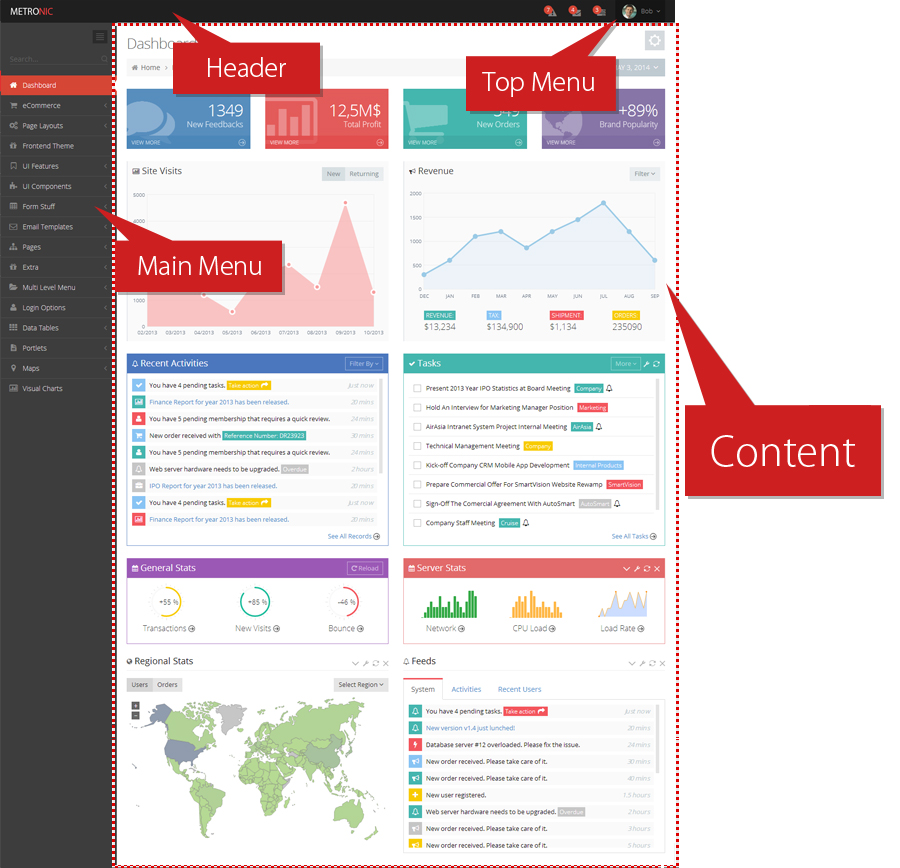 METRONIC
7
4
3
Bob
Header
Top Menu
Main Menu
Content
Search...
Dashboard
eCommerce
Page Layouts
Frontend Theme
UI Features
UI Components
Form Stuff
Email Templates
Pages
Extra
Multi Level Menu
Login Options
Data Tables
Portlets
Maps
Visual Charts
Home
3, 2014
1349
New Feedbacks
VIEW MORE
12,5M$
Total Profit
VIEW MORE
New Orders
VIEW MORE
+89%
Brand Popularity
VIEW MORE
Site Visits
New Returning
5000
4000
1000
0
02/2013 03/2013 04/2013 05/2013 06/2013 07/2013 08/2013 09/2013 10/2013
Revenue
Filter
2000
1500
1000
500
0
DEC JAN FEB MAR APR MAY JUN JUL AUG SEP
REVENUE: TAX: SHIPMENT: ORDERS:
$13,234 $134,900 $1,134 235090
Recent Activities Filter By
You have 4 pending tasks. Take action Just now
Finance Report for year 2013 has been released. 20 mins
You have 5 pending membership that requires a quick review. 24 mins
New order received with Reference Number: DR23923 30 mins
You have 5 pending membership that requires a quick review. 24 mins
Web server hardware needs to be upgraded. Overdue 2 hours
IPO Report for year 2013 has been released. 20 mins
You have 4 pending tasks. Take action Just now
Finance Report for year 2013 has been released. 20 mins
See All Records
Tasks More
Present 2013 Year IPO Statistics at Board Meeting Company
Hold An Interview for Marketing Manager Position Marketing
AirAsia Intranet System Project Internal Meeting AirAsia
Technical Management Meeting Company
Kick-off Company CRM Mobile App Development Internal Products
Prepare Commercial Offer For SmartVision Website Rewamp SmartVision
Sign-Off The Comercial Agreement With AutoSmart AutoSmart
Company Staff Meeting Cruise
See All Tasks
General Stats Reload
+55 % +85 % -46 %
Transactions New Visits Bounce
Server Stats
Network CPU Load Load Rate
Regional Stats
Users Orders Select Region
+
−
Feeds
System Activities Recent Users
You have 4 pending tasks. Take action Just now
New version v1.4 just lunched! 20 mins
Database server #12 overloaded. Please fix the issue. 24 mins
New order received. Please take care of it. 30 mins
New order received. Please take care of it. 40 mins
New user registered. 1.5 hours
Web server hardware needs to be upgraded. Overdue 2 hours
New order received. Please take care of it. 3 hours
New order received. Please take care of it. 5 hours